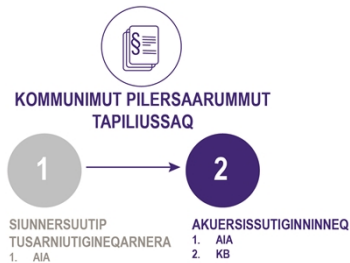 §
KOMMUNIMUT PILERSAARUMMUT
TAPILIUSSAQ
1
2
SIUNNERSUUTIP
TUSARNIUTIGINEQARNERA
1. AIA
AKUERSISSUTIGINNINNEQ
1. AIA
2. KB